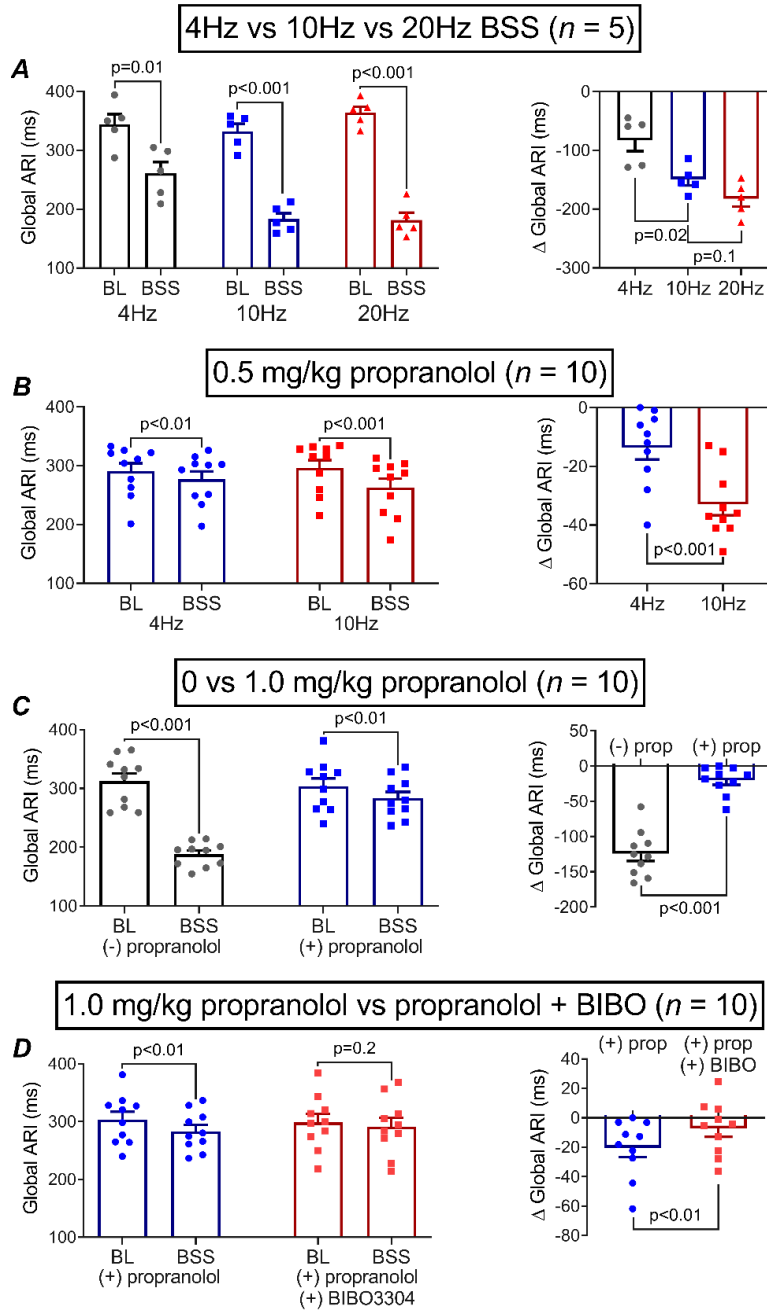 4Hz vs 10Hz vs 20Hz BSS (n = 5)
A
Global ARI (ms)
400
300
200
100
p=0.01
p<0.001
p<0.001
BL BSS BL BSS BL BSS
4Hz 10Hz 20Hz
Δ Global ARI (ms)
0
-100
-200
-300
p=0.02
p=0.1
4Hz 10Hz 20Hz
0.5 mg/kg propranolol (n = 10)
B
Global ARI (ms)
400
300
200
100
p<0.01
p<0.001
BL BSS BL BSS
4Hz 10Hz
Δ Global ARI (ms)
0
-20
-40
-60
p<0.001
4Hz 10Hz
0 vs 1.0 mg/kg propranolol (n = 10)
C
Global ARI (ms)
400
300
200
100
p<0.001
p<0.01
BL BSS BL BSS
(-) propranolol (+) propranolol
Δ Global ARI (ms)
(-) prop (+) prop
0
-50
-100
-150
-200
p<0.001
1.0 mg/kg propranolol vs propranolol + BIBO (n = 10)
D
Global ARI (ms)
400
300
200
100
p<0.01
p=0.2
BL BSS BL BSS
(+) propranolol (+) propranolol
(+) BIBO3304
Δ Global ARI (ms)
(+) prop (+) prop
(+) BIBO
40
20
0
-20
-40
-60
-80
p<0.01